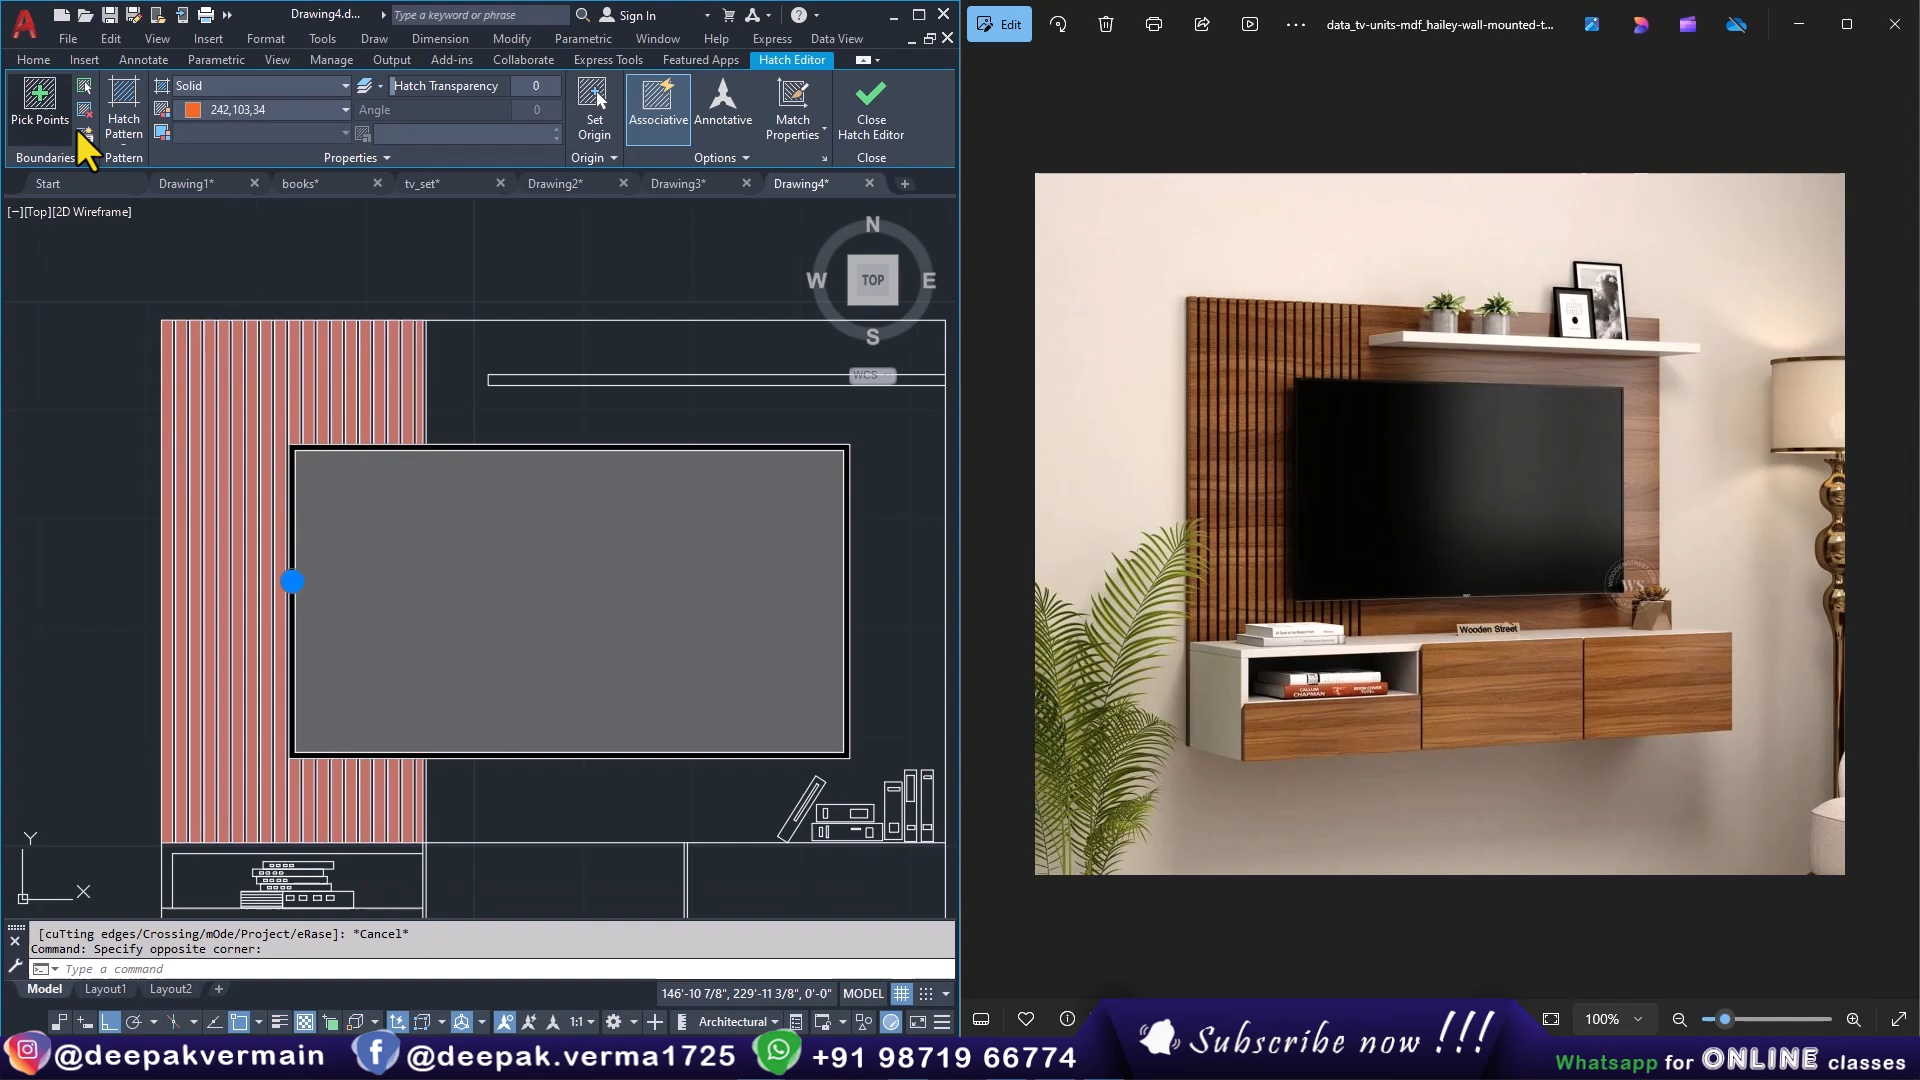 Drawing4.d...
Type a keyword or phrase
Sign In
File Edit View Insert Format Tools Draw Dimension Modify Parametric Window Help Express Data View
Home Insert Annotate Parametric View Manage Output Add-ins Collaborate Express Tools Featured Apps Hatch Editor
Pick Points
Hatch
Pattern
Solid
242,103,34
Hatch Transparency 0
Angle 0
Set
Origin
Associative
Annotative
Match
Properties
Close
Hatch Editor
Boundaries Pattern Properties Origin Options Close
Start Drawing1* books* tv_set* Drawing2* Drawing3* Drawing4*
[−][Top][2D Wireframe]
N
W TOP E
S
WCS
Y
X
[cuTting edges/Crossing/mOde/Project/eRase]: *Cancel*
Command: Specify opposite corner:
Type a command
Model Layout1 Layout2
146'-10 7/8", 229'-11 3/8", 0'-0" MODEL
1:1 Architectural
Edit
data_tv-units-mdf_hailey-wall-mounted-t...
WS
Wooden Street
CALLUM
CHAPMAN
100%
@deepakvermain
@deepak.verma1725
+91 98719 66774
Subscribe now !!!
Whatsapp for ONLINE classes